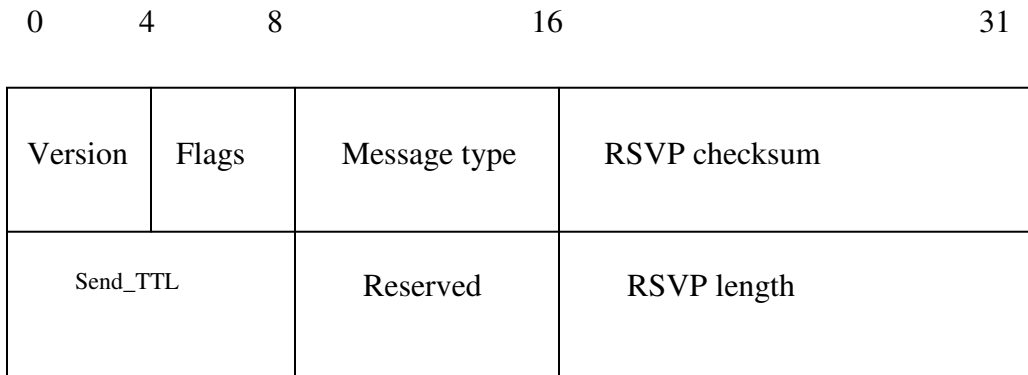 0 4 8 16 31
Version Flags Message type RSVP checksum
Send_TTL Reserved RSVP length